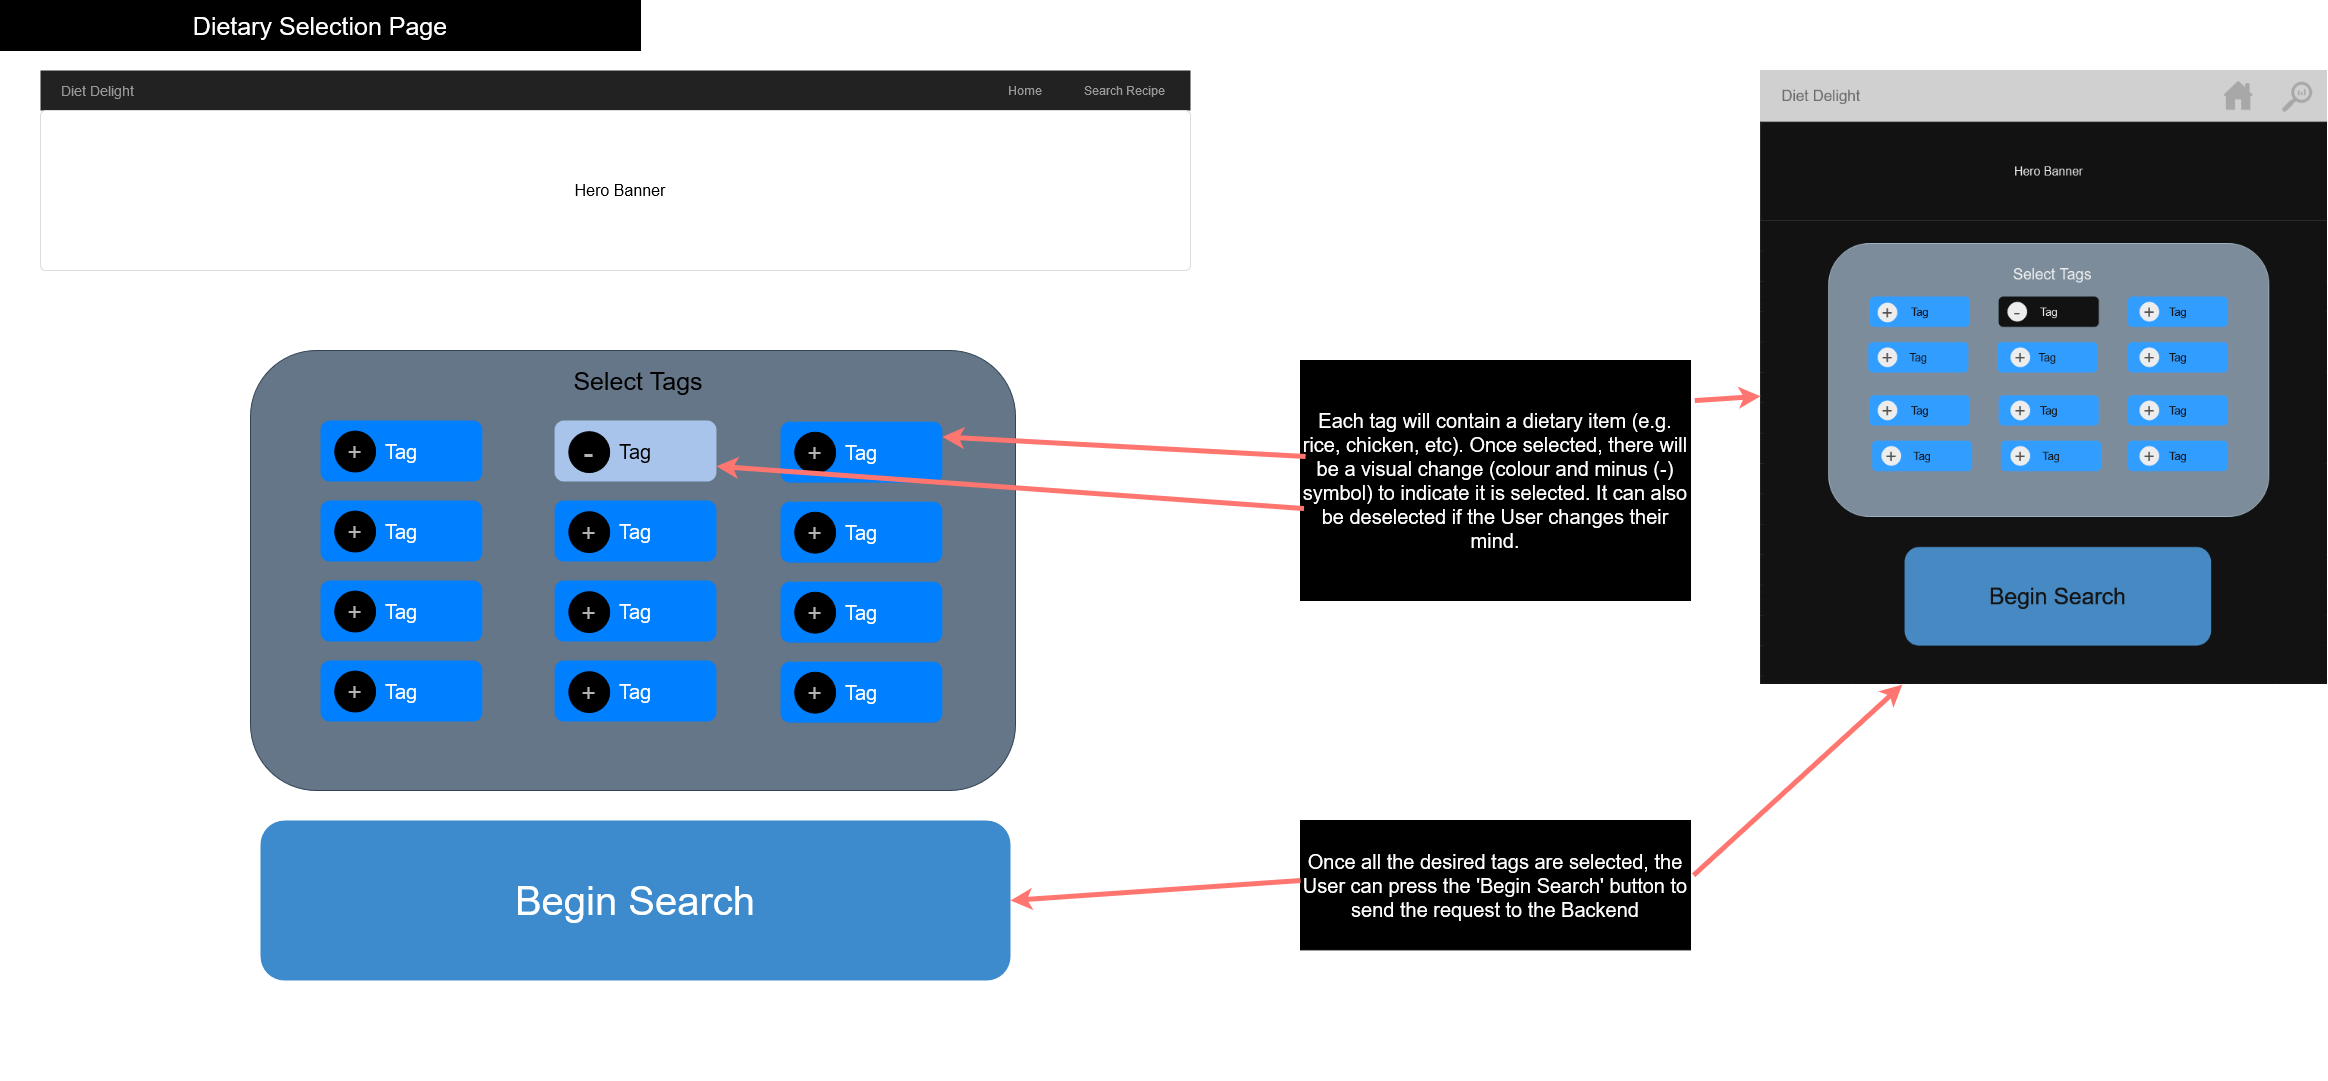 Dietary Selection Page
Diet Delight
Home
Search Recipe
Hero Banner
Select Tags
+ Tag
- Tag
+ Tag
+ Tag
+ Tag
+ Tag
+ Tag
+ Tag
+ Tag
+ Tag
+ Tag
+ Tag
Begin Search
Each tag will contain a dietary item (e.g.
rice, chicken, etc). Once selected, there will
be a visual change (colour and minus (-)
symbol) to indicate it is selected. It can also
be deselected if the User changes their
mind.
Once all the desired tags are selected, the
User can press the 'Begin Search' button to
send the request to the Backend
Diet Delight
Hero Banner
Select Tags
+ Tag
- Tag
+ Tag
+ Tag
+ Tag
+ Tag
+ Tag
+ Tag
+ Tag
+ Tag
+ Tag
+ Tag
Begin Search